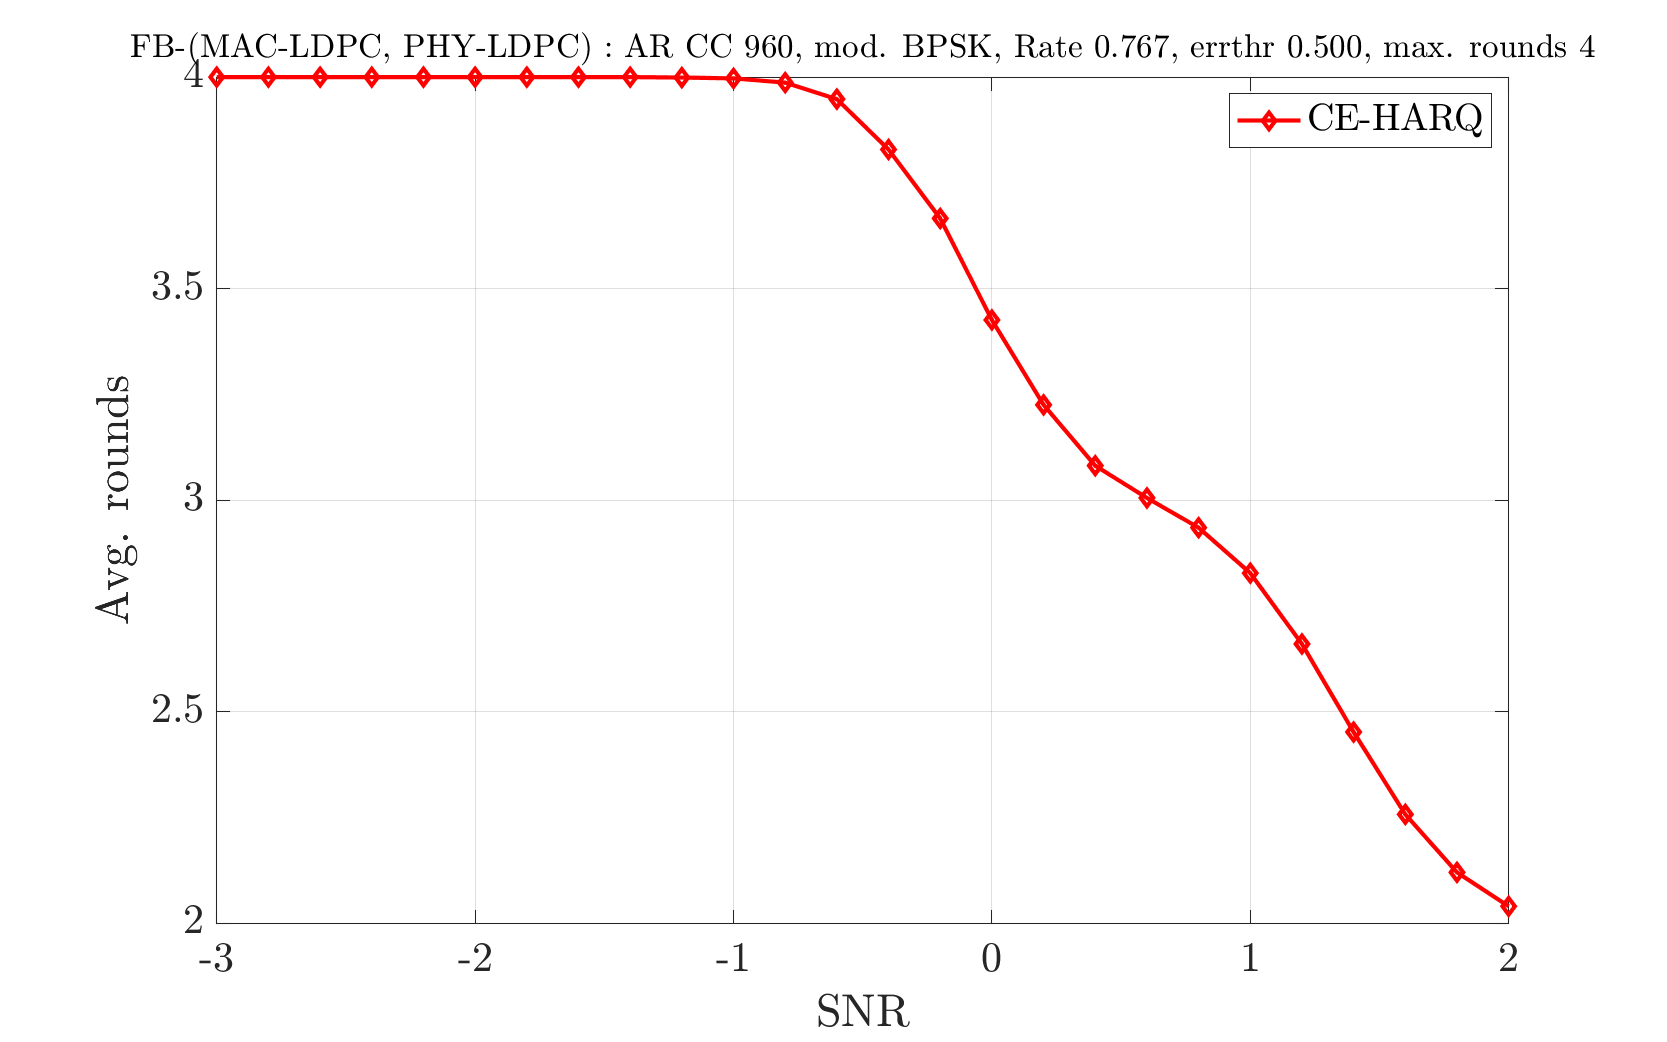 FB-(MAC-LDPC, PHY-LDPC) : AR CC 960, mod. BPSK, Rate 0.767, errthr 0.500, max. rounds 4
CE-HARQ
4
3.5
3
2.5
2
Avg. rounds
-3 -2 -1 0 1 2
SNR